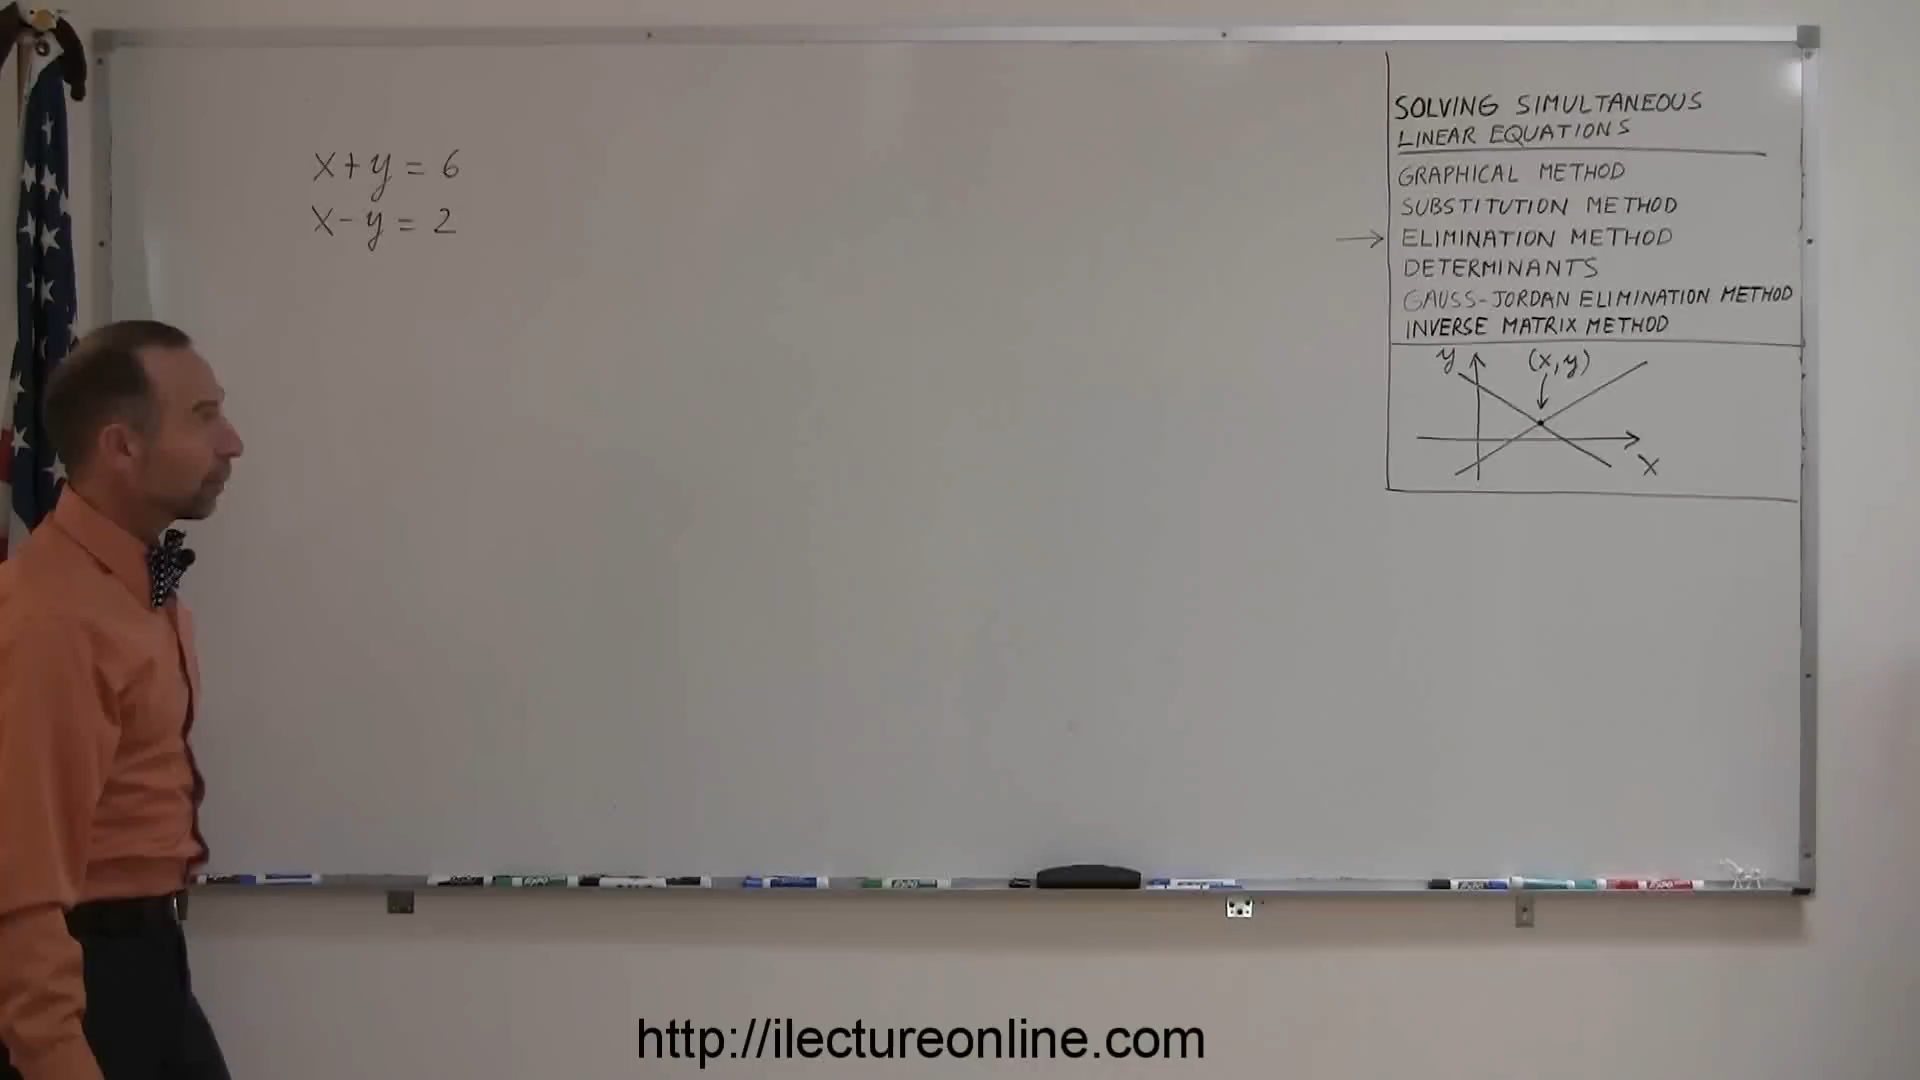 x+y = 6
x-y = 2
SOLVING SIMULTANEOUS
LINEAR EQUATIONS
GRAPHICAL METHOD
SUBSTITUTION METHOD
→ ELIMINATION METHOD
DETERMINANTS
GAUSS-JORDAN ELIMINATION METHOD
INVERSE MATRIX METHOD
y (x,y)
x
http://ilectureonline.com